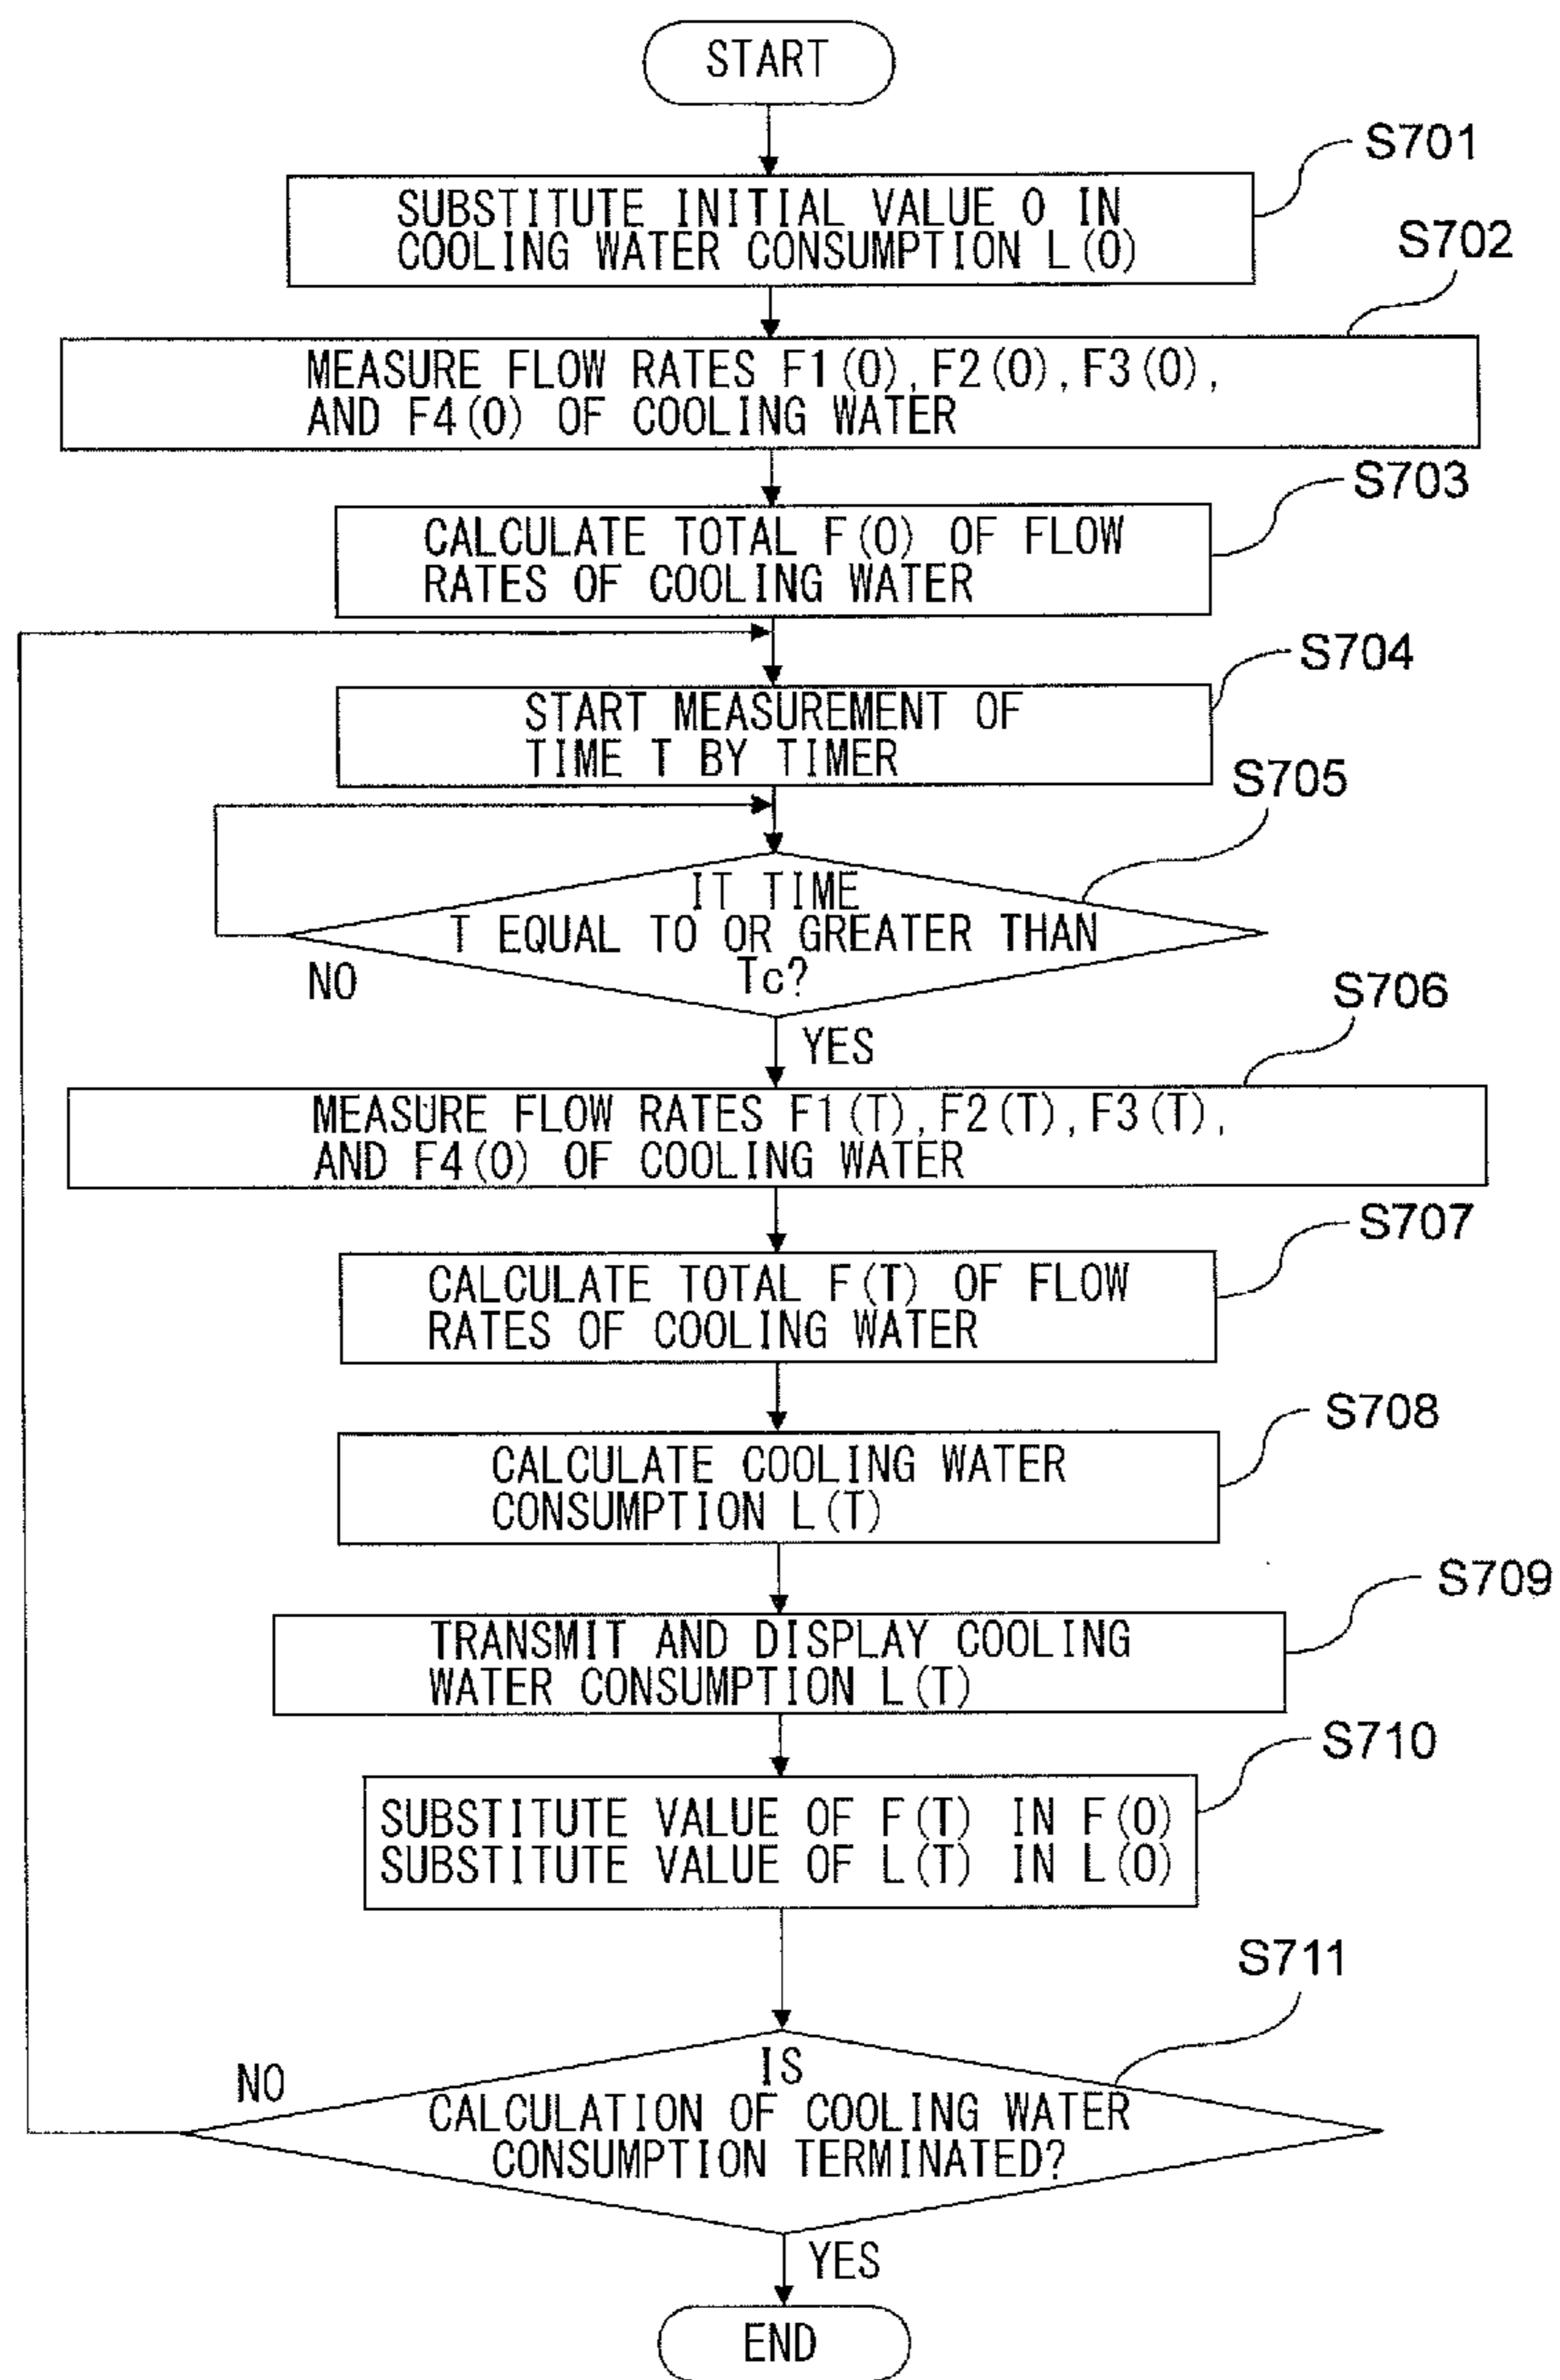 START
S701
SUBSTITUTE INITIAL VALUE 0 IN
COOLING WATER CONSUMPTION L(0)
S702
MEASURE FLOW RATES F1(0), F2(0), F3(0),
AND F4(0) OF COOLING WATER
S703
CALCULATE TOTAL F(0) OF FLOW
RATES OF COOLING WATER
S704
START MEASUREMENT OF
TIME T BY TIMER
S705
IT TIME
T EQUAL TO OR GREATER THAN
Tc?
NO
YES
S706
MEASURE FLOW RATES F1(T), F2(T), F3(T),
AND F4(0) OF COOLING WATER
S707
CALCULATE TOTAL F(T) OF FLOW
RATES OF COOLING WATER
S708
CALCULATE COOLING WATER
CONSUMPTION L(T)
S709
TRANSMIT AND DISPLAY COOLING
WATER CONSUMPTION L(T)
S710
SUBSTITUTE VALUE OF F(T) IN F(0)
SUBSTITUTE VALUE OF L(T) IN L(0)
S711
NO
IS
CALCULATION OF COOLING WATER
CONSUMPTION TERMINATED?
YES
END